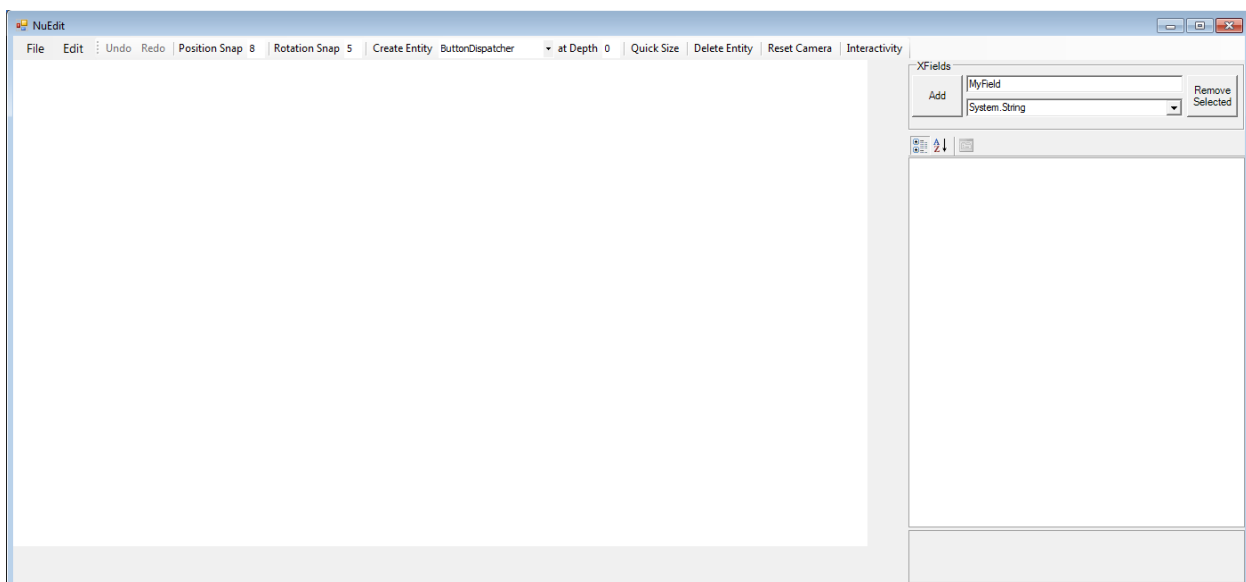 NuEdit
File Edit Undo Redo Position Snap 8 Rotation Snap 5 Create Entity ButtonDispatcher at Depth 0 Quick Size Delete Entity Reset Camera Interactivity
XFields
Add
MyField
System.String
Remove
Selected